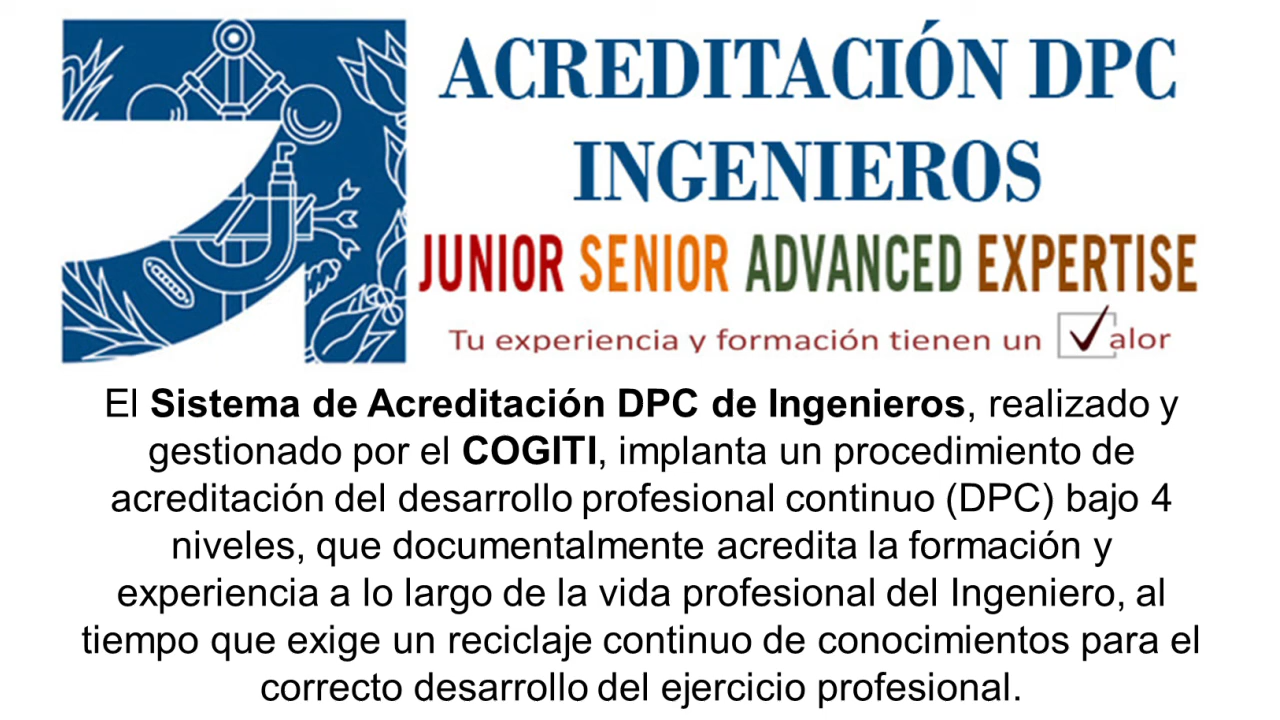 ACREDITACIÓN DPC
INGENIEROS
JUNIOR SENIOR ADVANCED EXPERTISE
Tu experiencia y formación tienen un Valor
El Sistema de Acreditación DPC de Ingenieros, realizado y
gestionado por el COGITI, implanta un procedimiento de
acreditación del desarrollo profesional continuo (DPC) bajo 4
niveles, que documentalmente acredita la formación y
experiencia a lo largo de la vida profesional del Ingeniero, al
tiempo que exige un reciclaje continuo de conocimientos para el
correcto desarrollo del ejercicio profesional.